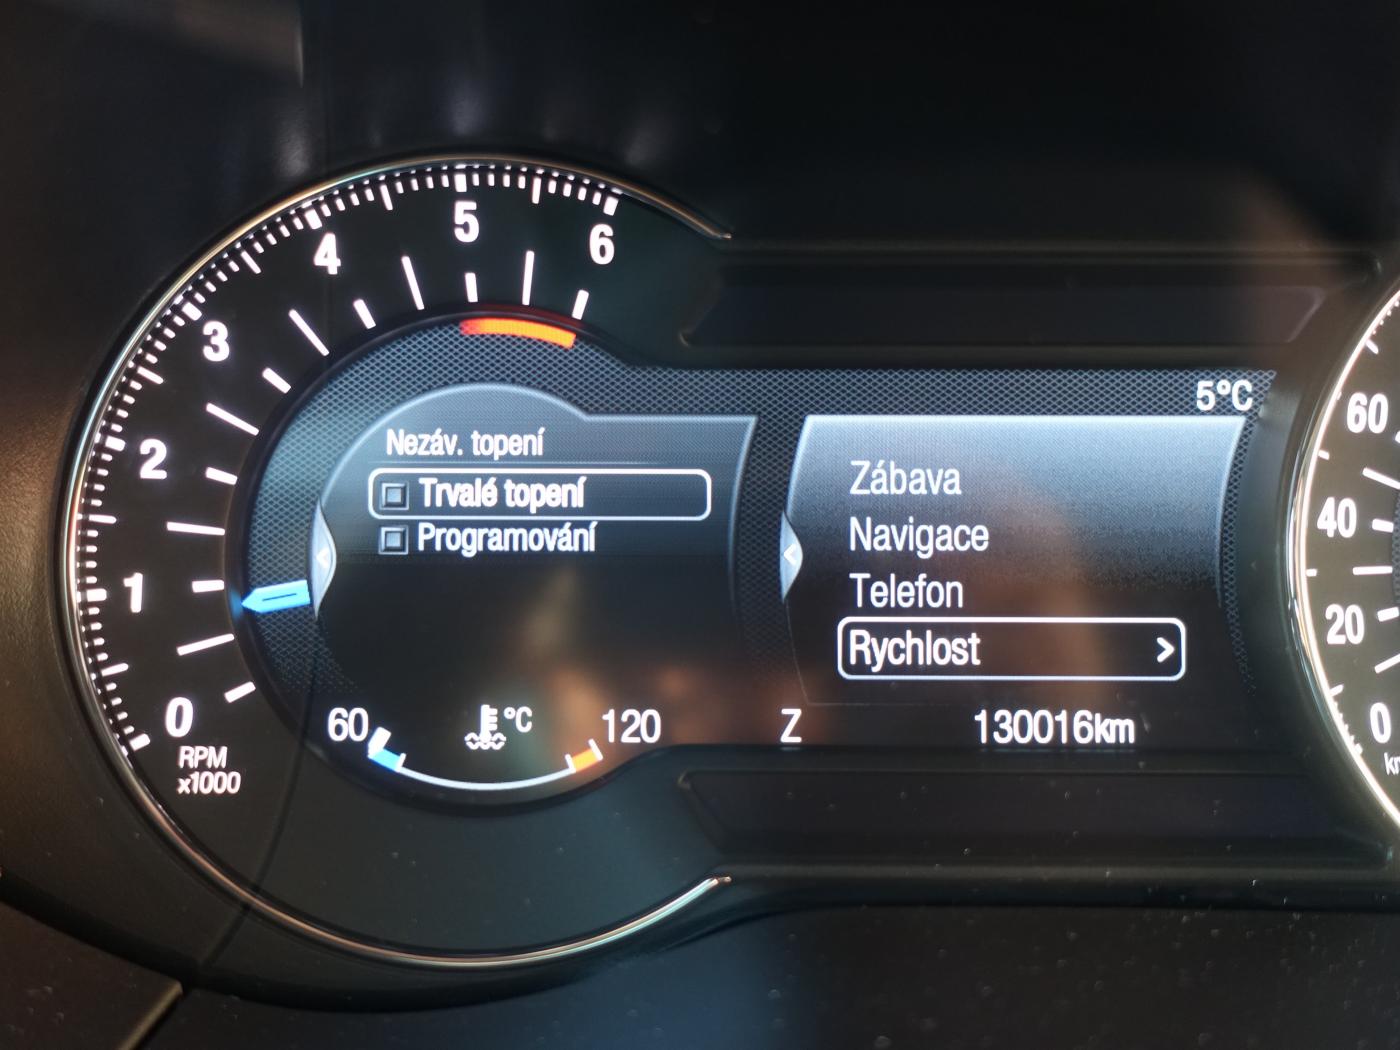 5
4
6
3
2
1
0
RPM
x1000
Nezáv. topení
Trvalé topení
Programování
60
°C
120
5°C
Zábava
Navigace
Telefon
Rychlost >
Z
130016km
60
40
20
0